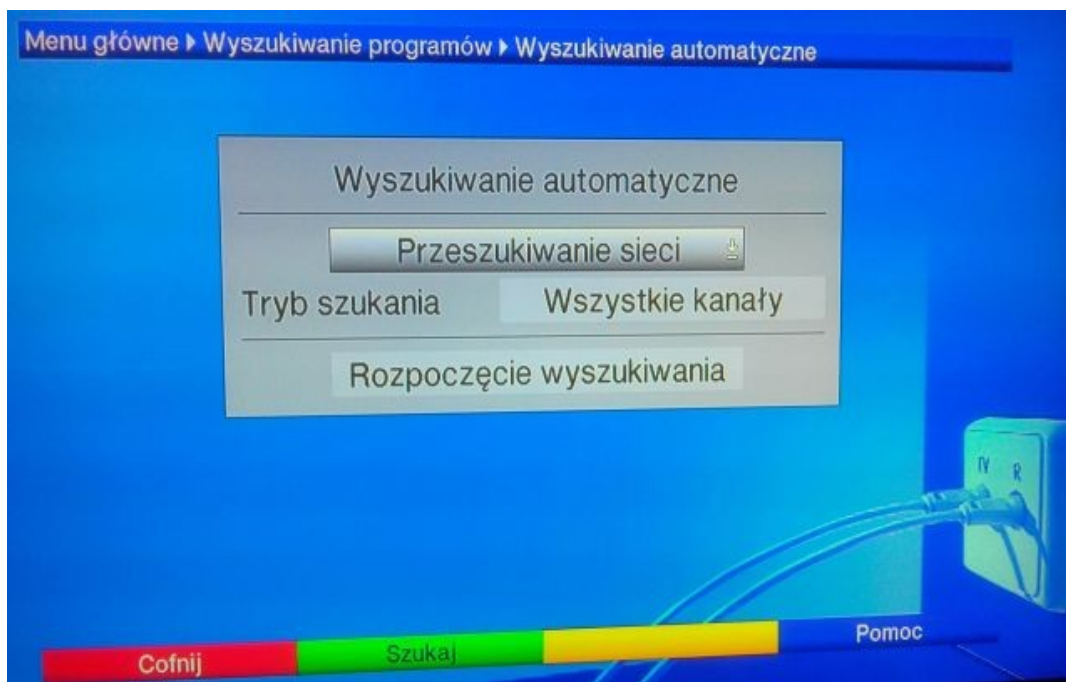 Menu główne ▸ Wyszukiwanie programów ▸ Wyszukiwanie automatyczne
Wyszukiwanie automatyczne
Przeszukiwanie sieci
Tryb szukania Wszystkie kanały
Rozpoczęcie wyszukiwania
TV R
Cofnij Szukaj Pomoc